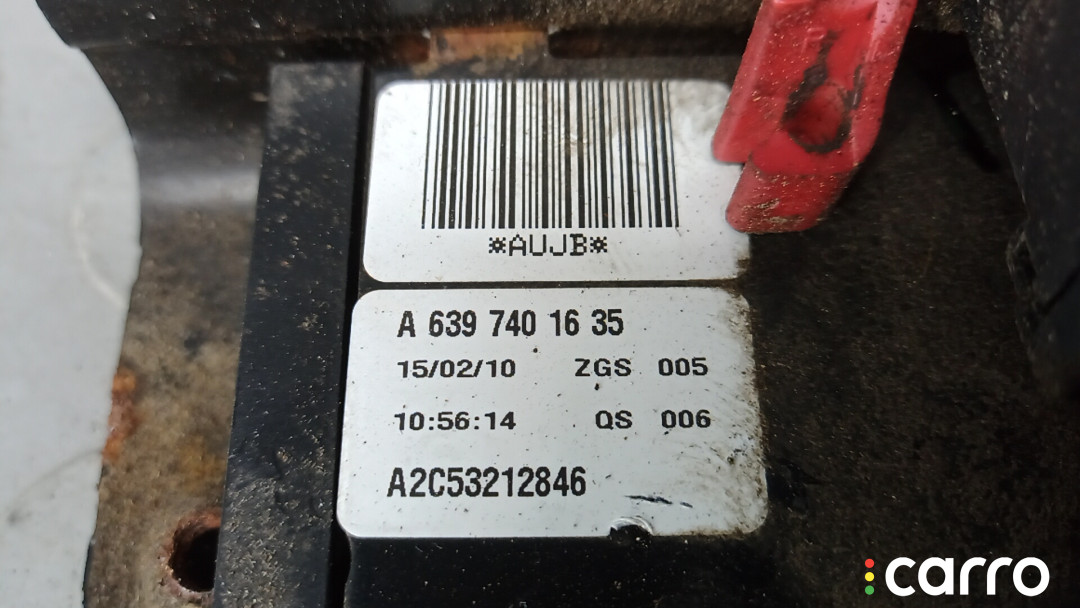 *AUJB*
A 639 740 16 35
15/02/10 ZGS 005
10:56:14 QS 006
A2C53212846
carro